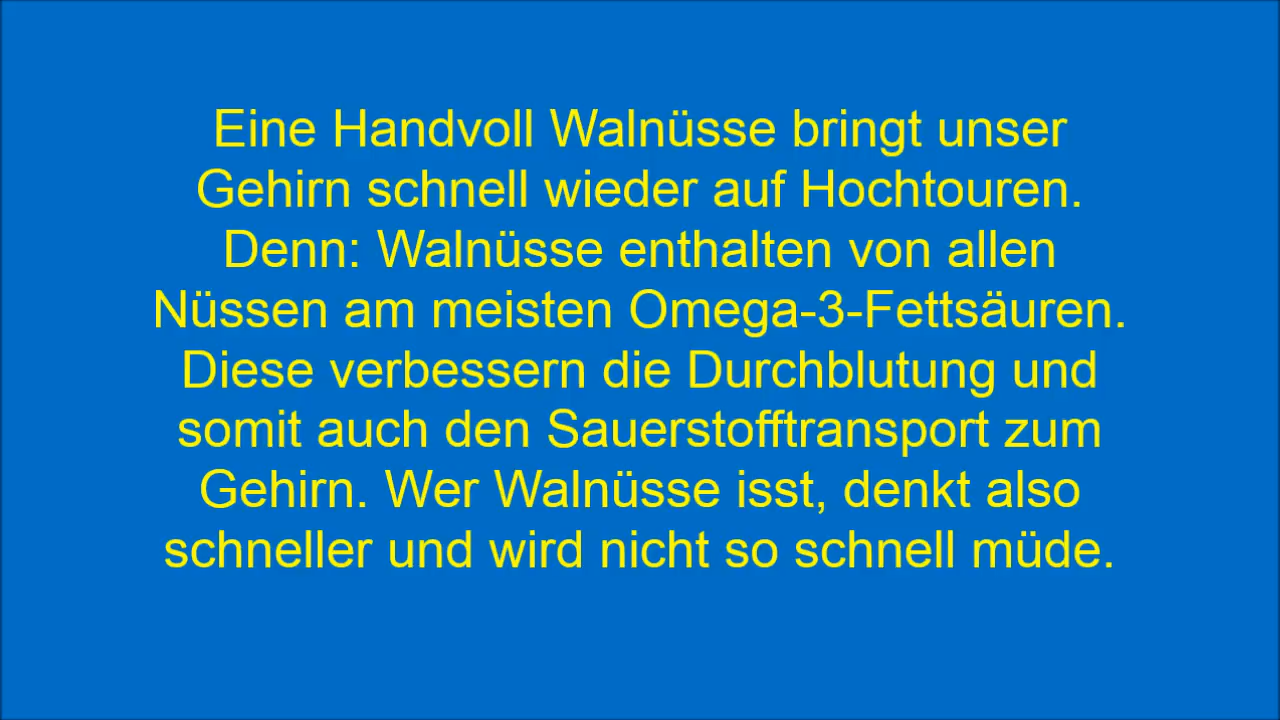 Eine Handvoll Walnüsse bringt unser
Gehirn schnell wieder auf Hochtouren.
Denn: Walnüsse enthalten von allen
Nüssen am meisten Omega-3-Fettsäuren.
Diese verbessern die Durchblutung und
somit auch den Sauerstofftransport zum
Gehirn. Wer Walnüsse isst, denkt also
schneller und wird nicht so schnell müde.